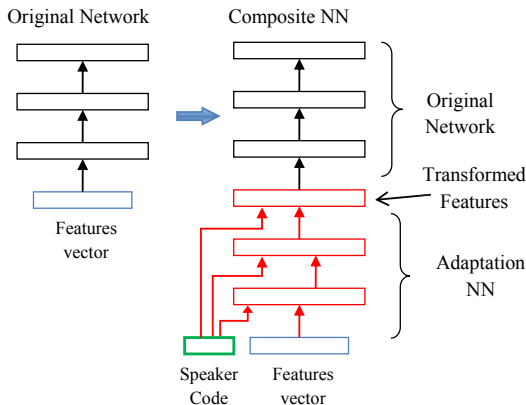 Original Network
Features
vector
Composite NN
Original
Network
Transformed
Features
Adaptation
NN
Speaker
Code
Features
vector